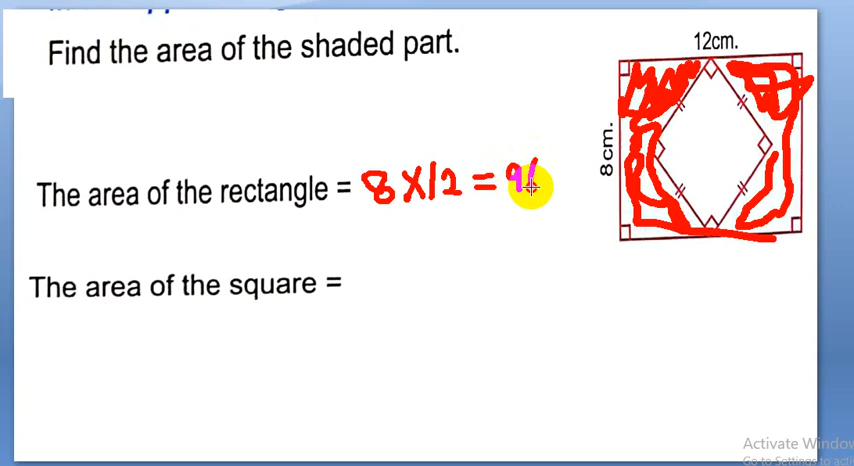 Find the area of the shaded part.
12cm.
8cm.
The area of the rectangle = 8 x 12 = 96
The area of the square =
Activate Window